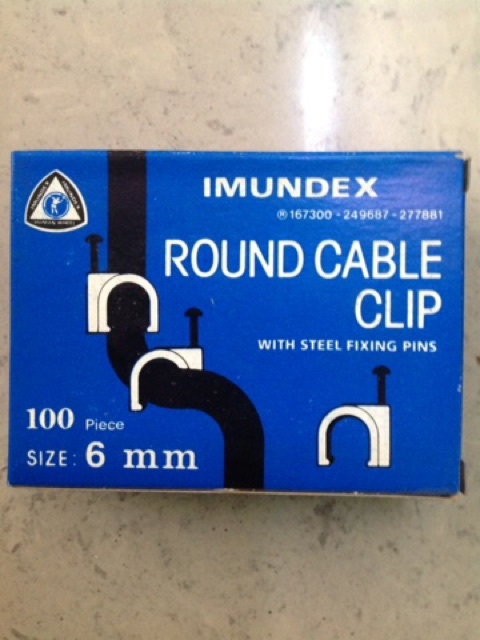 IMUNDEX
® 167300 - 249687 - 277881
ROUND CABLE
CLIP
WITH STEEL FIXING PINS
100 Piece
SIZE: 6 mm